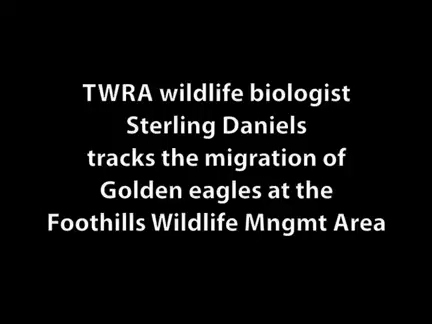 TWRA wildlife biologist
Sterling Daniels
tracks the migration of
Golden eagles at the
Foothills Wildlife Mngmt Area